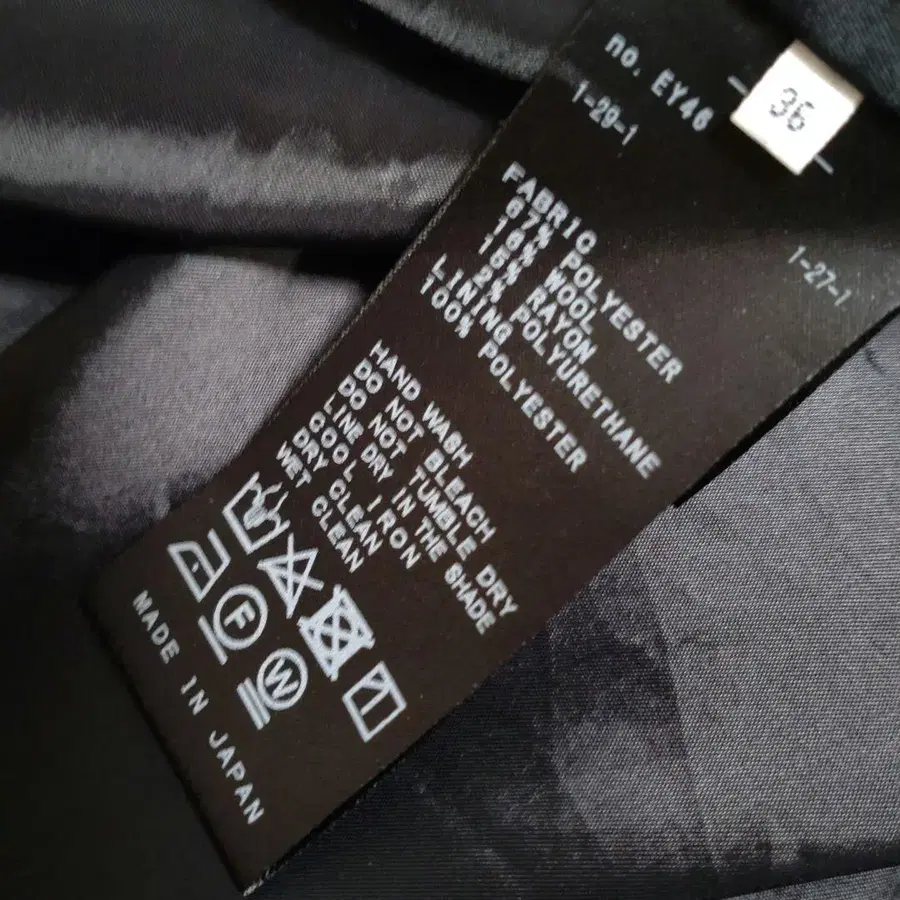 no. EY46
36
1-29-1
1-27-1
FABRIC
67% POLYESTER
16% WOOL
15% RAYON
2% POLYURETHANE
LINING
100% POLYESTER
HAND WASH
DO NOT BLEACH
DO NOT TUMBLE DRY
LINE DRY IN THE SHADE
COOL IRON
DRY CLEAN
WET CLEAN
F
W
MADE IN JAPAN